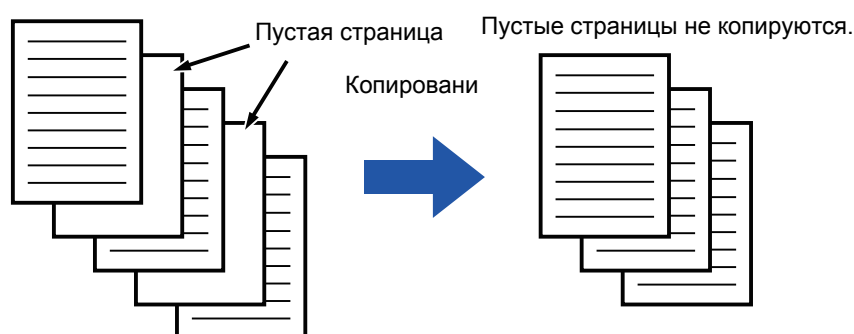 Пустая страница
Пустые страницы не копируются.
Копировани